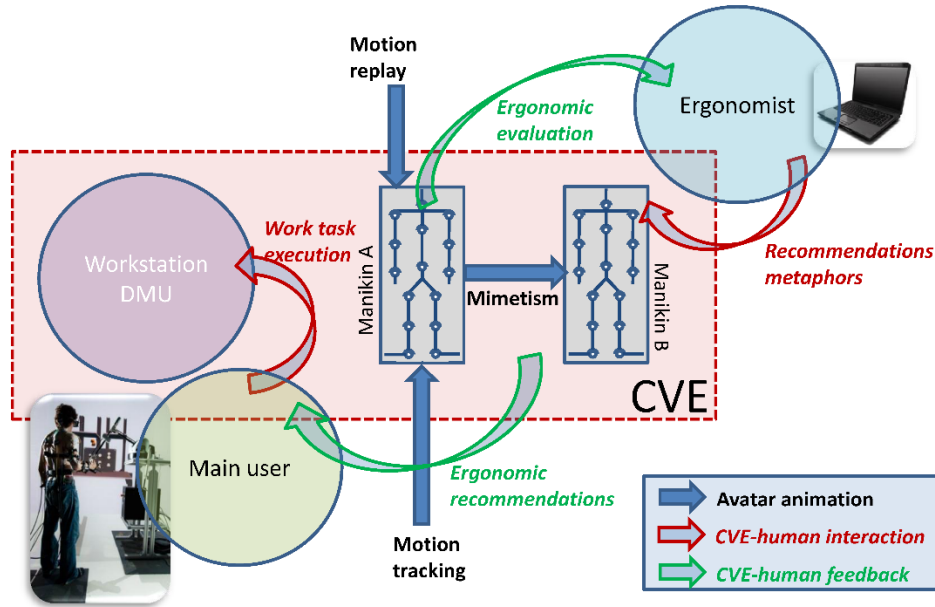 Motion
replay
Ergonomic
evaluation
Ergonomist
Work task
execution
Workstation
DMU
Manikin A
Mimetism
Manikin B
Recommendations
metaphors
CVE
Main user
Ergonomic
recommendations
Motion
tracking
Avatar animation
CVE-human interaction
CVE-human feedback